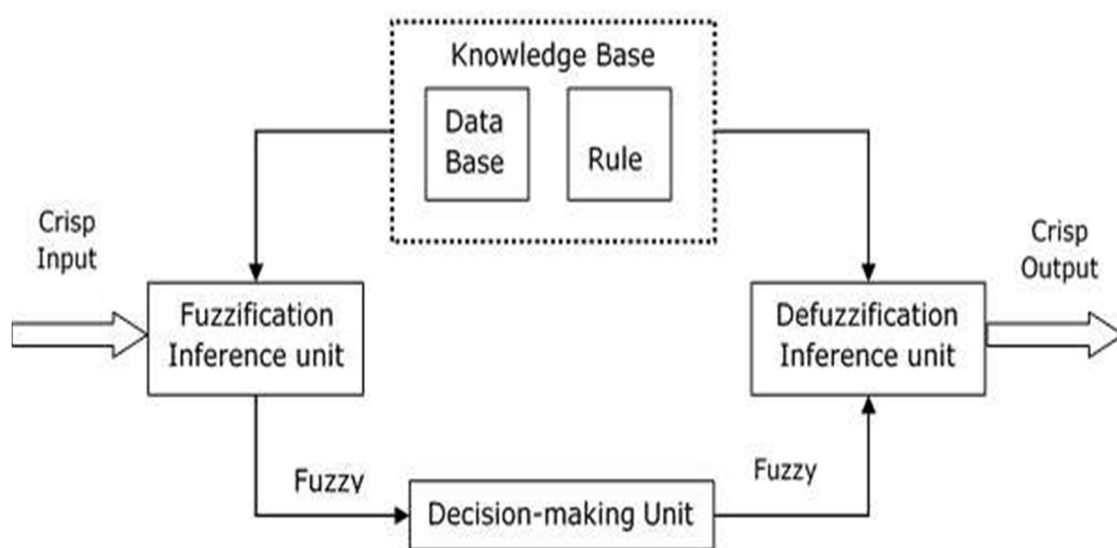 Knowledge Base
Data
Base
Rule
Crisp
Input
Crisp
Output
Fuzzification
Inference unit
Defuzzification
Inference unit
Fuzzy
Fuzzy
Decision-making Unit